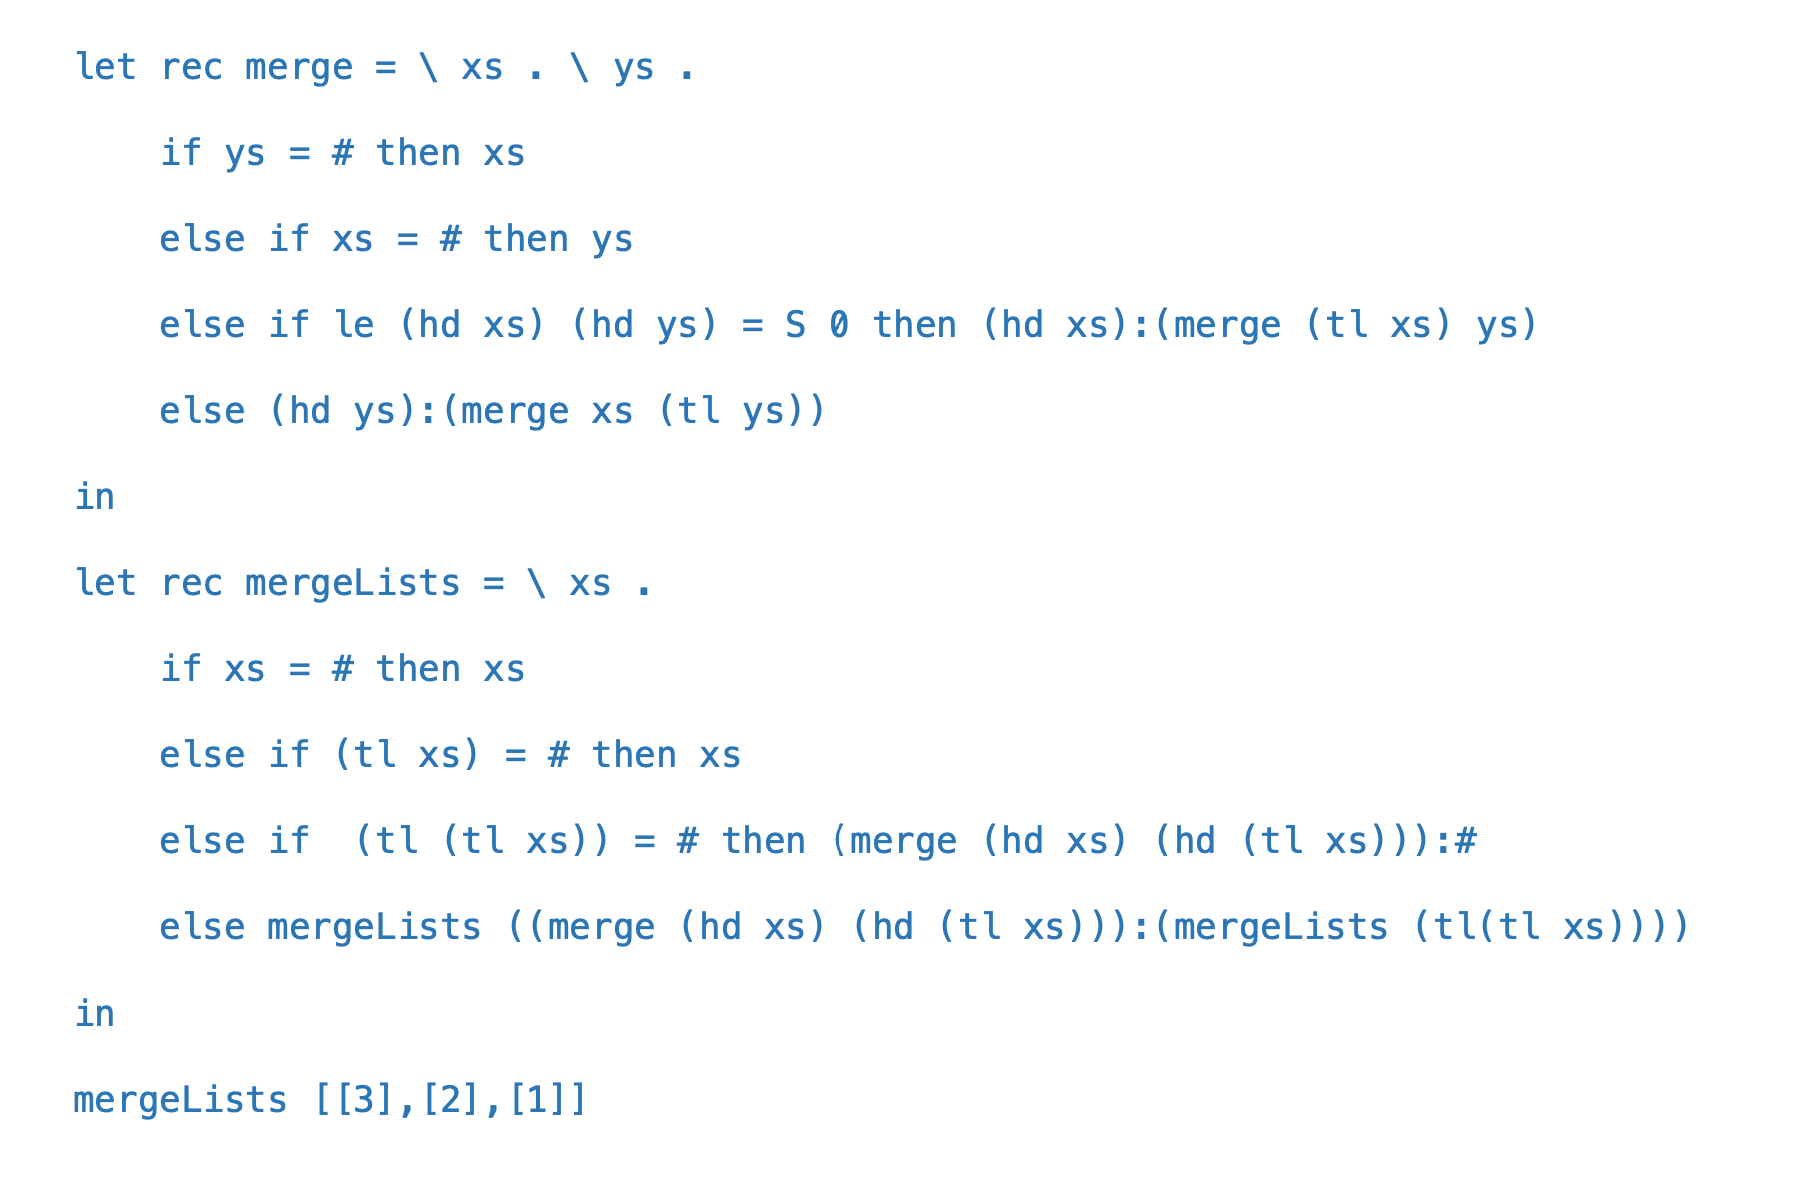 let rec merge = \ xs . \ ys .
    if ys = # then xs
    else if xs = # then ys
    else if le (hd xs) (hd ys) = S 0 then (hd xs):(merge (tl xs) ys)
    else (hd ys):(merge xs (tl ys))
in
let rec mergeLists = \ xs .
    if xs = # then xs
    else if (tl xs) = # then xs
    else if  (tl (tl xs)) = # then (merge (hd xs) (hd (tl xs))):#
    else mergeLists ((merge (hd xs) (hd (tl xs))):(mergeLists (tl(tl xs))))
in
mergeLists [[3],[2],[1]]